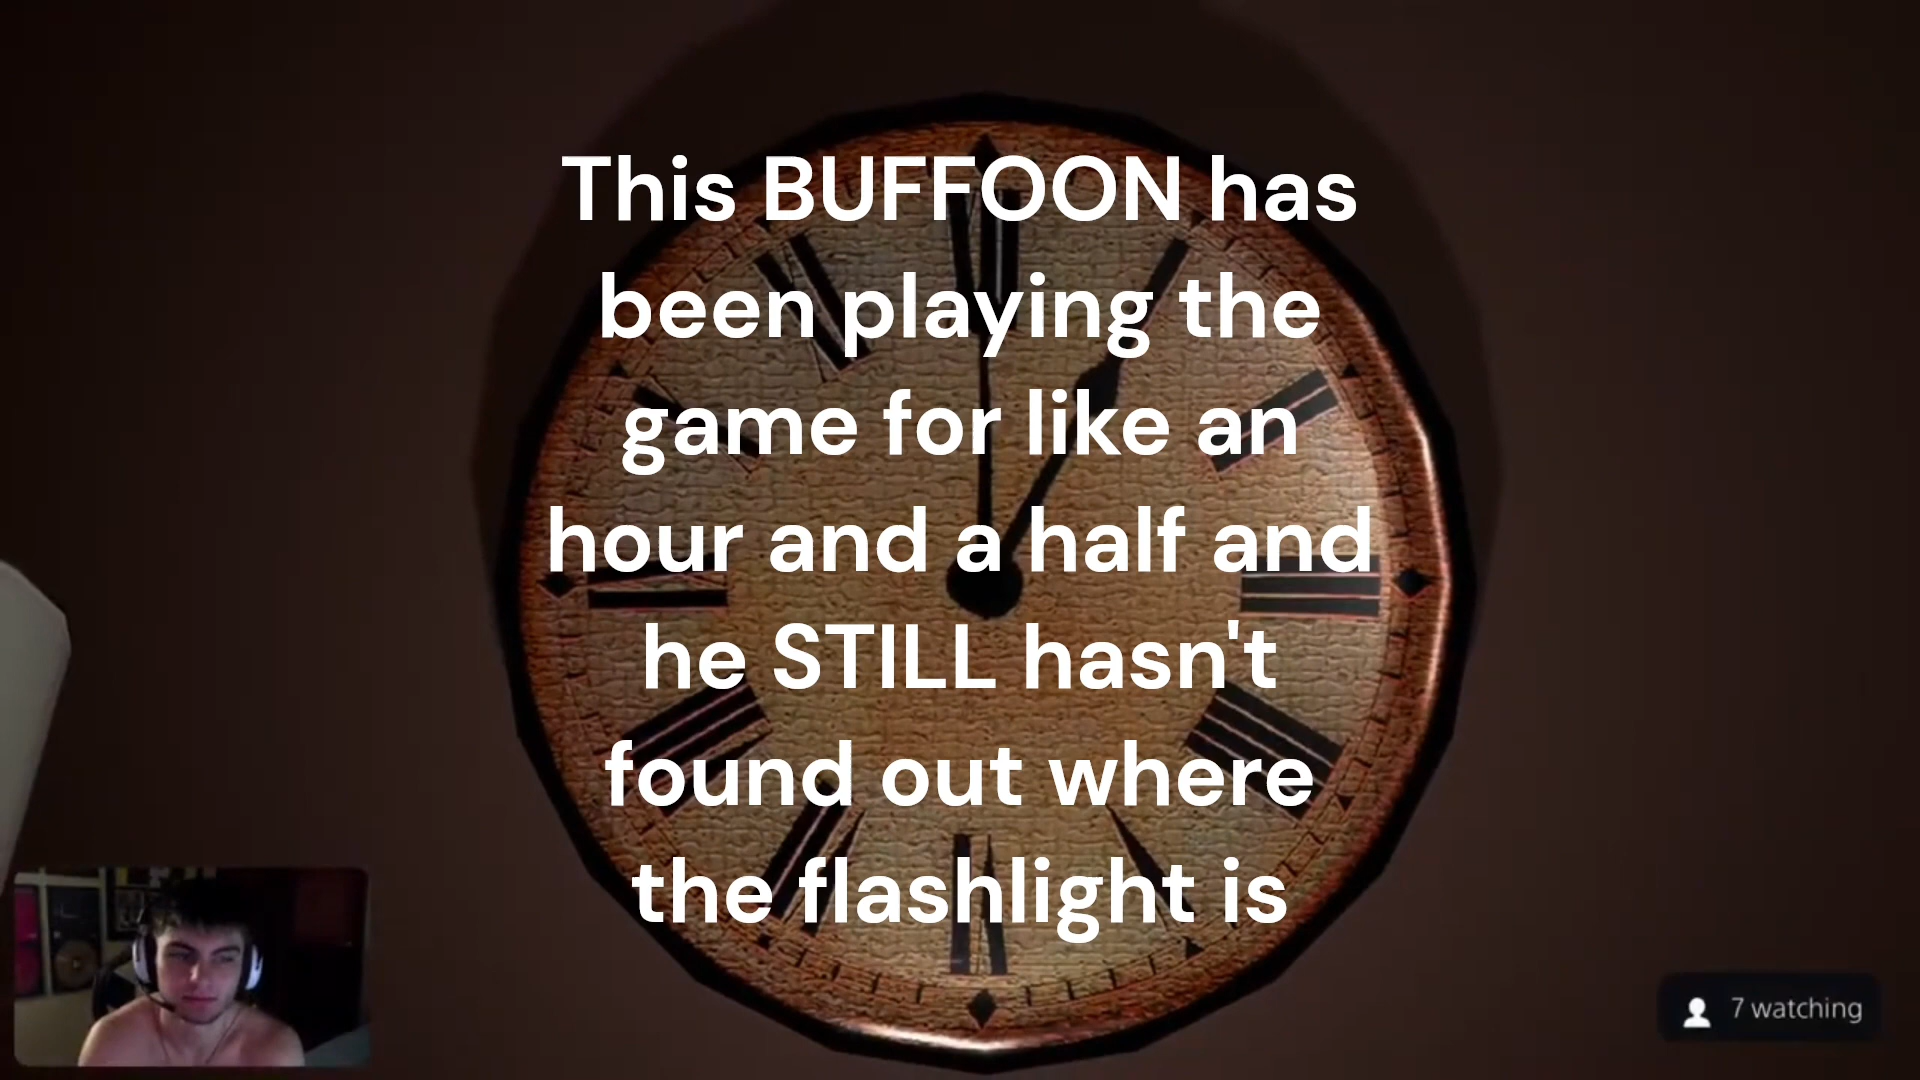 This BUFFOON has
been playing the
game for like an
hour and a half and
he STILL hasn't
found out where
the flashlight is
7 watching